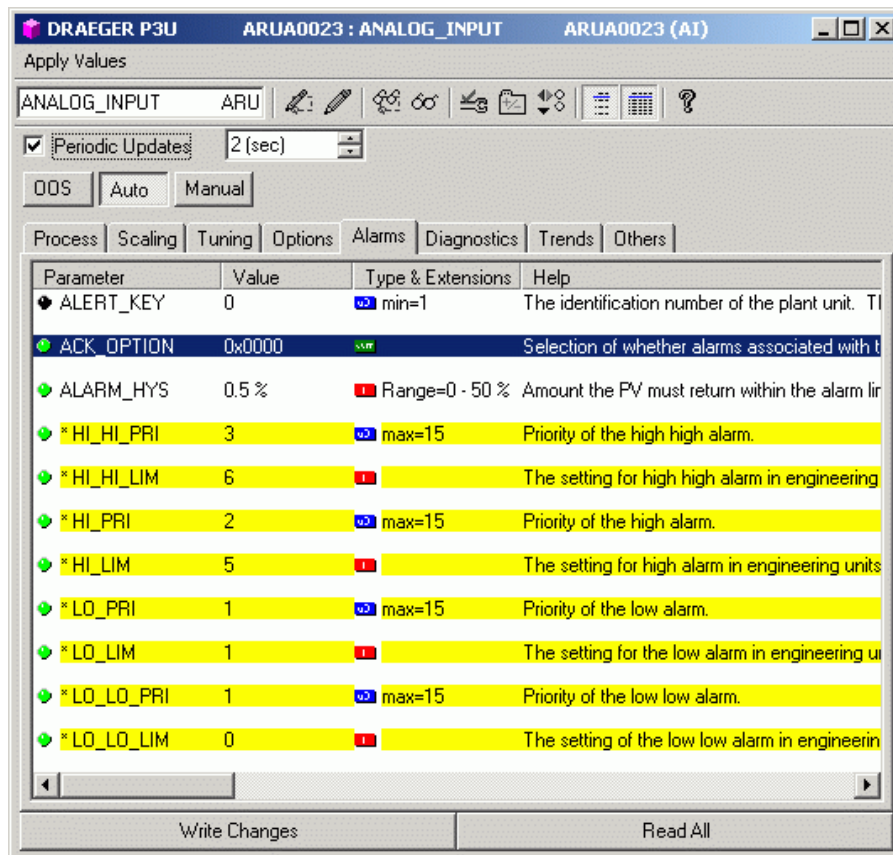 DRAEGER P3U ARUA0023 : ANALOG_INPUT ARUA0023 (AI)
Apply Values
ANALOG_INPUT ARU
Periodic Updates 2 (sec)
OOS Auto Manual
Process Scaling Tuning Options Alarms Diagnostics Trends Others
Parameter Value Type & Extensions Help
ALERT_KEY 0 min=1 The identification number of the plant unit. Tl
ACK_OPTION 0x0000 Selection of whether alarms associated with t
ALARM_HYS 0.5 % Range=0 - 50 % Amount the PV must return within the alarm lir
* HI_HI_PRI 3 max=15 Priority of the high high alarm.
* HI_HI_LIM 6 The setting for high high alarm in engineering
* HI_PRI 2 max=15 Priority of the high alarm.
* HI_LIM 5 The setting for high alarm in engineering units
* LO_PRI 1 max=15 Priority of the low alarm.
* LO_LIM 1 The setting for the low alarm in engineering ur
* LO_LO_PRI 1 max=15 Priority of the low low alarm.
* LO_LO_LIM 0 The setting of the low low alarm in engineerin
Write Changes Read All